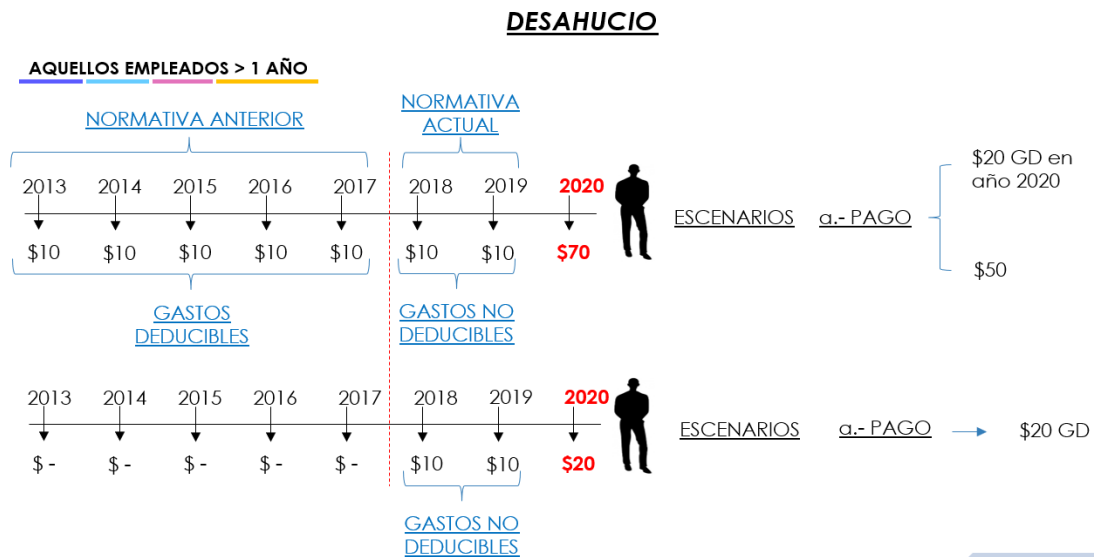 DESAHUCIO
AQUELLOS EMPLEADOS > 1 AÑO
NORMATIVA ANTERIOR
NORMATIVA
ACTUAL
2013 2014 2015 2016 2017 2018 2019 2020
$10 $10 $10 $10 $10 $10 $10 $70
GASTOS
DEDUCIBLES
GASTOS NO
DEDUCIBLES
ESCENARIOS a.- PAGO
$20 GD en
año 2020
$50
2013 2014 2015 2016 2017 2018 2019 2020
$ - $ - $ - $ - $ - $10 $10 $20
GASTOS NO
DEDUCIBLES
ESCENARIOS a.- PAGO $20 GD